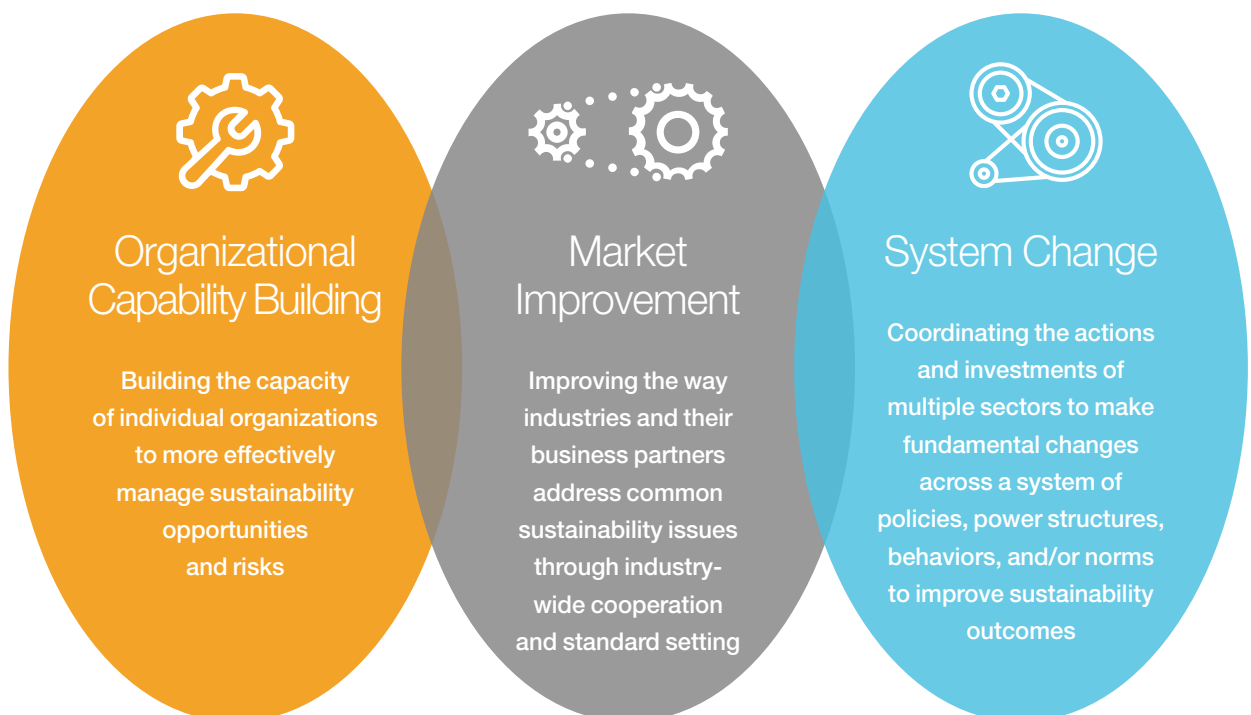 Organizational
Capability Building
Building the capacity
of individual organizations
to more effectively
manage sustainability
opportunities
and risks
Market
Improvement
Improving the way
industries and their
business partners
address common
sustainability issues
through industry-
wide cooperation
and standard setting
System Change
Coordinating the actions
and investments of
multiple sectors to make
fundamental changes
across a system of
policies, power structures,
behaviors, and/or norms
to improve sustainability
outcomes